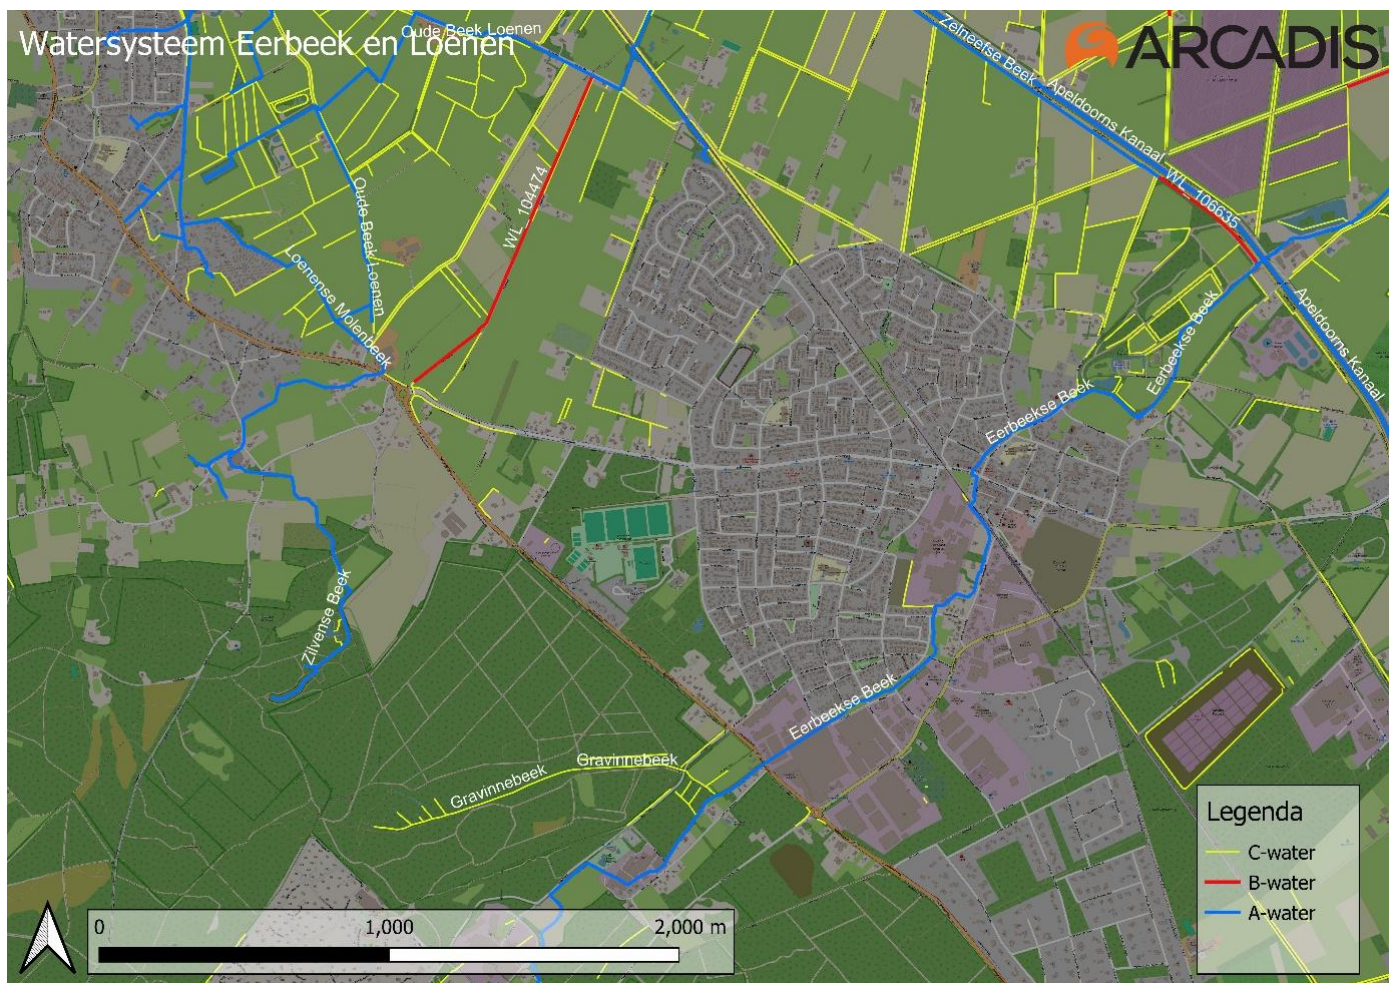 Watersysteem Eerbeek en Loenen
Oude Beek Loenen
Zelheefse Beek
ARCADIS
Apeldoorns Kanaal
WL_106635
WL_104474
Oude Beek Loenen
Loenense Molenbeek
Apeldoorns Kanaal
Eerbeekse Beek
Eerbeekse Beek
Zilvense Beek
Eerbeekse Beek
Gravinnebeek
Gravinnebeek
Legenda
C-water
B-water
A-water
0 1,000 2,000 m